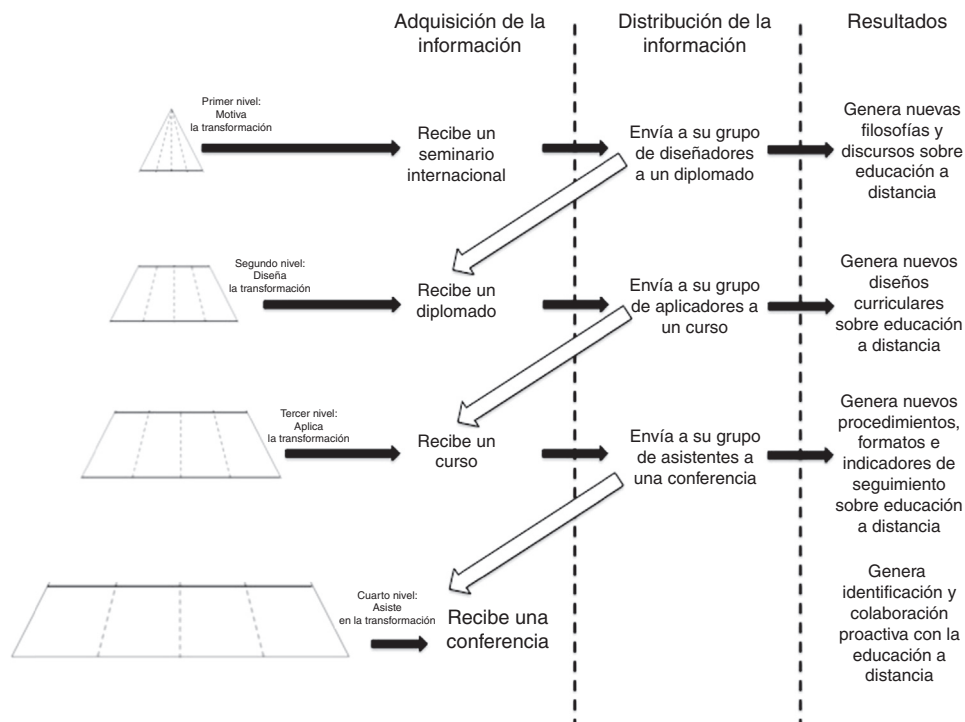 Adquisición de la
información
Distribución de la
información
Resultados
Primer nivel:
Motiva
la transformación
Recibe un
seminario
internacional
Envía a su grupo
de diseñadores
a un diplomado
Genera nuevas
filosofías y
discursos sobre
educación a
distancia
Segundo nivel:
Diseña
la transformación
Recibe un
diplomado
Envía a su grupo
de aplicadores a
un curso
Genera nuevos
diseños
curriculares
sobre educación
a distancia
Tercer nivel:
Aplica
la transformación
Recibe un
curso
Envía a su grupo
de asistentes a
una conferencia
Genera nuevos
procedimientos,
formatos e
indicadores de
seguimiento
sobre educación
a distancia
Cuarto nivel:
Asiste
en la transformación
Recibe una
conferencia
Genera
identificación y
colaboración
proactiva con la
educación a
distancia